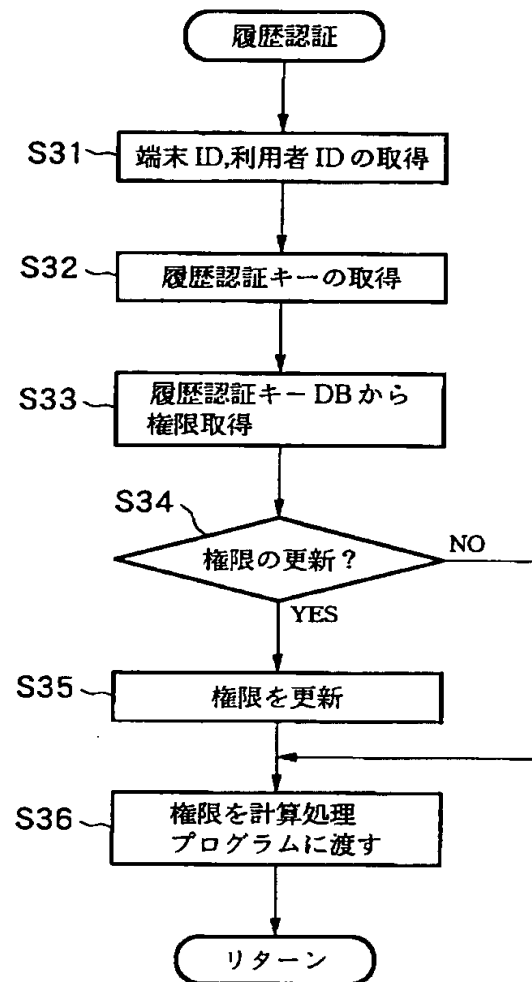 履歴認証
S31
端末ID,利用者IDの取得
S32
履歴認証キーの取得
S33
履歴認証キーDBから
権限取得
S34
権限の更新?
NO
YES
S35
権限を更新
S36
権限を計算処理
プログラムに渡す
リターン